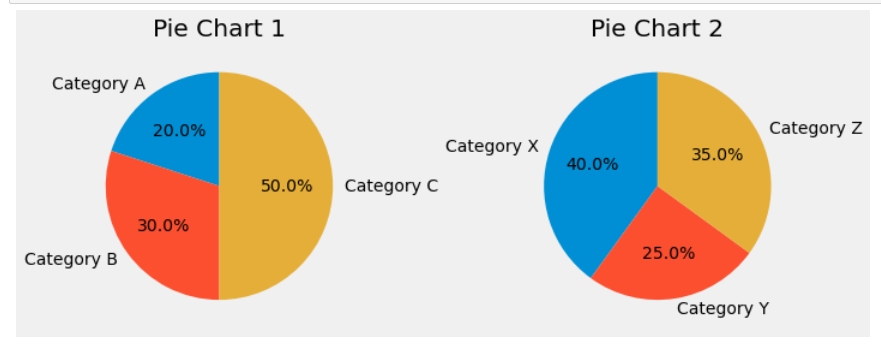 Pie Chart 1
Category A
20.0%
50.0%
Category C
30.0%
Category B
Pie Chart 2
Category Z
Category X
35.0%
40.0%
25.0%
Category Y